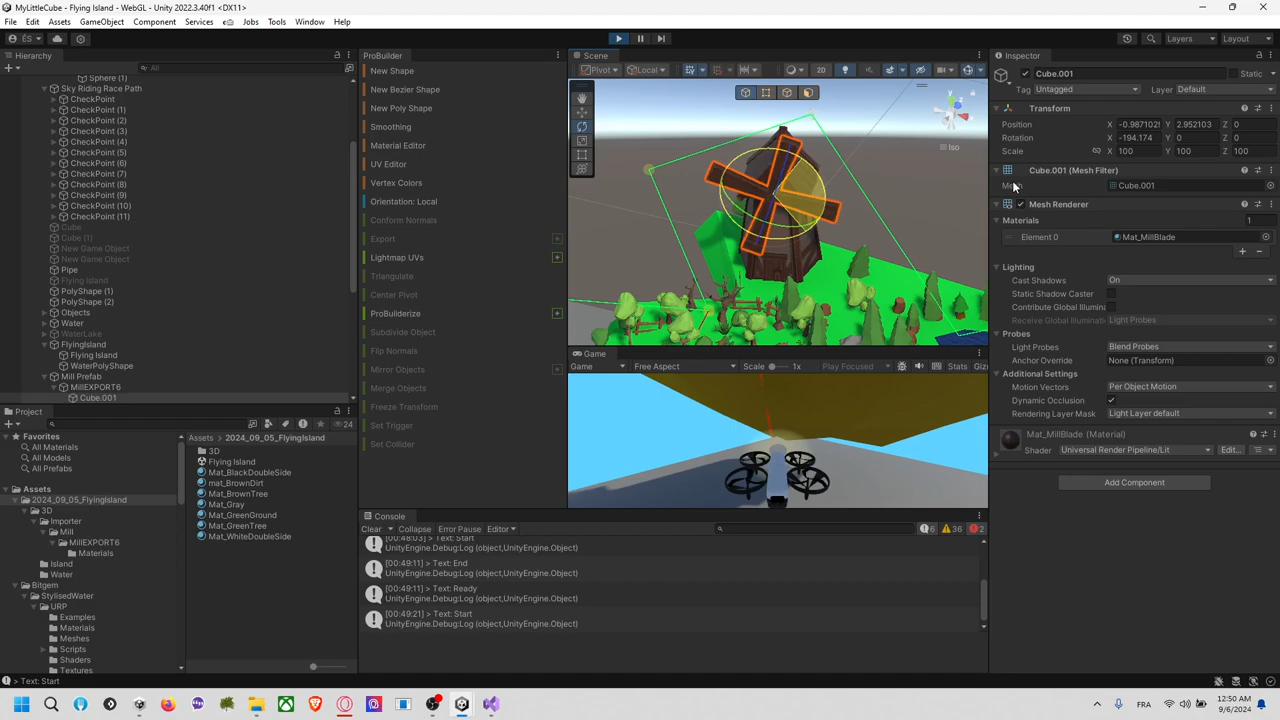 MyLittleCube - Flying Island - WebGL - Unity 2022.3.40f1 <DX11>
File Edit Assets GameObject Component Services Jobs Tools Window Help
ÉS Layers Layout
Hierarchy
All
Sphere (1)
Sky Riding Race Path
CheckPoint
CheckPoint (1)
CheckPoint (2)
CheckPoint (3)
CheckPoint (4)
CheckPoint (5)
CheckPoint (6)
CheckPoint (7)
CheckPoint (8)
CheckPoint (9)
CheckPoint (10)
CheckPoint (11)
Cube
Cube (1)
New Game Object
New Game Object
Pipe
Flying Island
PolyShape (1)
PolyShape (2)
Objects
Water
WaterLake
FlyingIsland
Flying Island
WaterPolyShape
Mill Prefab
MillEXPORT6
Cube.001
ProBuilder
New Shape
New Bezier Shape
New Poly Shape
Smoothing
Material Editor
UV Editor
Vertex Colors
Orientation: Local
Conform Normals
Export
Lightmap UVs
Triangulate
Center Pivot
ProBuilderize
Subdivide Object
Flip Normals
Mirror Objects
Merge Objects
Freeze Transform
Set Trigger
Set Collider
Scene
Pivot Local 2D
y
Iso
Game
Game Free Aspect Scale 1x Play Focused Stats Giz
Inspector
Cube.001 Static
Tag Untagged Layer Default
Transform
Position X -0.987102 Y 2.952103 Z 0
Rotation X -194.174 Y 0 Z 0
Scale X 100 Y 100 Z 100
Cube.001 (Mesh Filter)
Mesh Cube.001
Mesh Renderer
Materials 1
Element 0 Mat_MillBlade
Lighting
Cast Shadows On
Static Shadow Caster
Contribute Global Illumina
Receive Global Illuminatic Light Probes
Probes
Light Probes Blend Probes
Anchor Override None (Transform)
Additional Settings
Motion Vectors Per Object Motion
Dynamic Occlusion
Rendering Layer Mask Light Layer default
Mat_MillBlade (Material)
Shader Universal Render Pipeline/Lit Edit...
Add Component
Project
24
Favorites
All Materials
All Models
All Prefabs
Assets
2024_09_05_FlyingIsland
3D
Importer
Mill
MillEXPORT6
Materials
Island
Water
Bitgem
StylisedWater
URP
Examples
Materials
Meshes
Scripts
Shaders
Textures
Assets > 2024_09_05_FlyingIsland
3D
Flying Island
Mat_BlackDoubleSide
mat_BrownDirt
Mat_BrownTree
Mat_Gray
Mat_GreenGround
Mat_GreenTree
Mat_WhiteDoubleSide
Console
Clear Collapse Error Pause Editor 6 36 2
[00:48:03] > Text: Start
UnityEngine.Debug:Log (object,UnityEngine.Object)
[00:49:11] > Text: End
UnityEngine.Debug:Log (object,UnityEngine.Object)
[00:49:11] > Text: Ready
UnityEngine.Debug:Log (object,UnityEngine.Object)
[00:49:21] > Text: Start
UnityEngine.Debug:Log (object,UnityEngine.Object)
> Text: Start
FRA 12:50 AM
9/6/2024